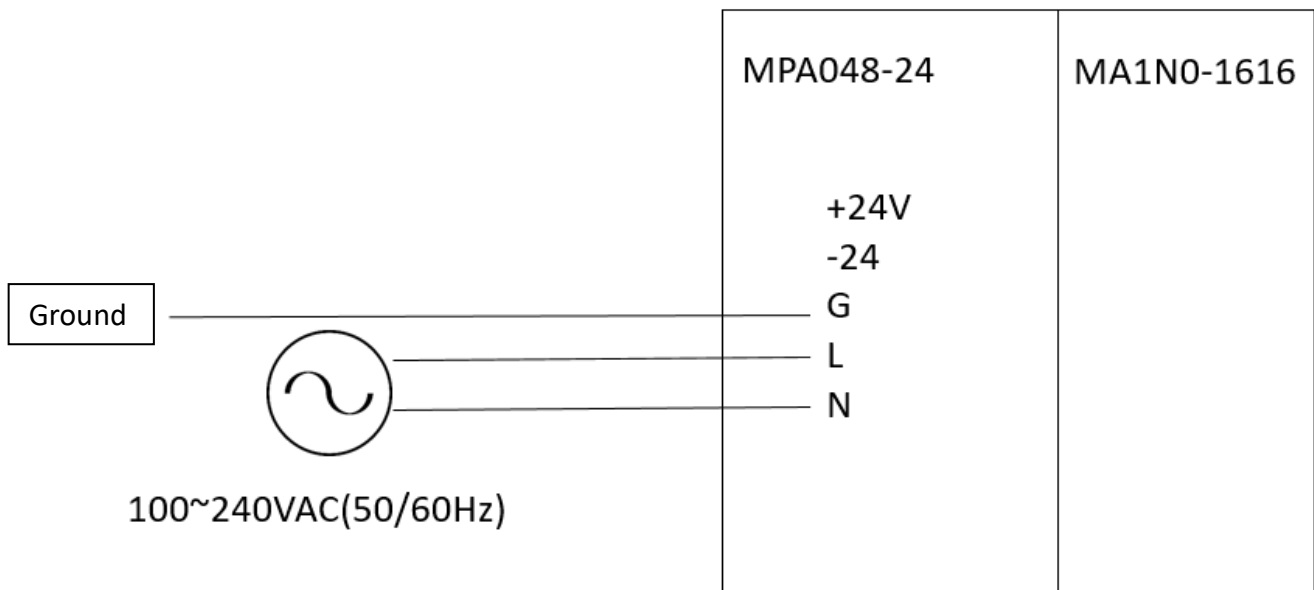 MPA048-24
MA1N0-1616
+24V
-24
G
Ground
L
N
100~240VAC(50/60Hz)